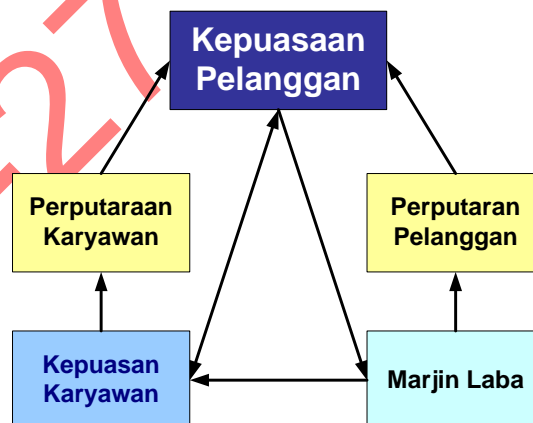 Kepuasaan
Pelanggan
Perputaraan
Karyawan
Perputaran
Pelanggan
Kepuasan
Karyawan
Marjin Laba